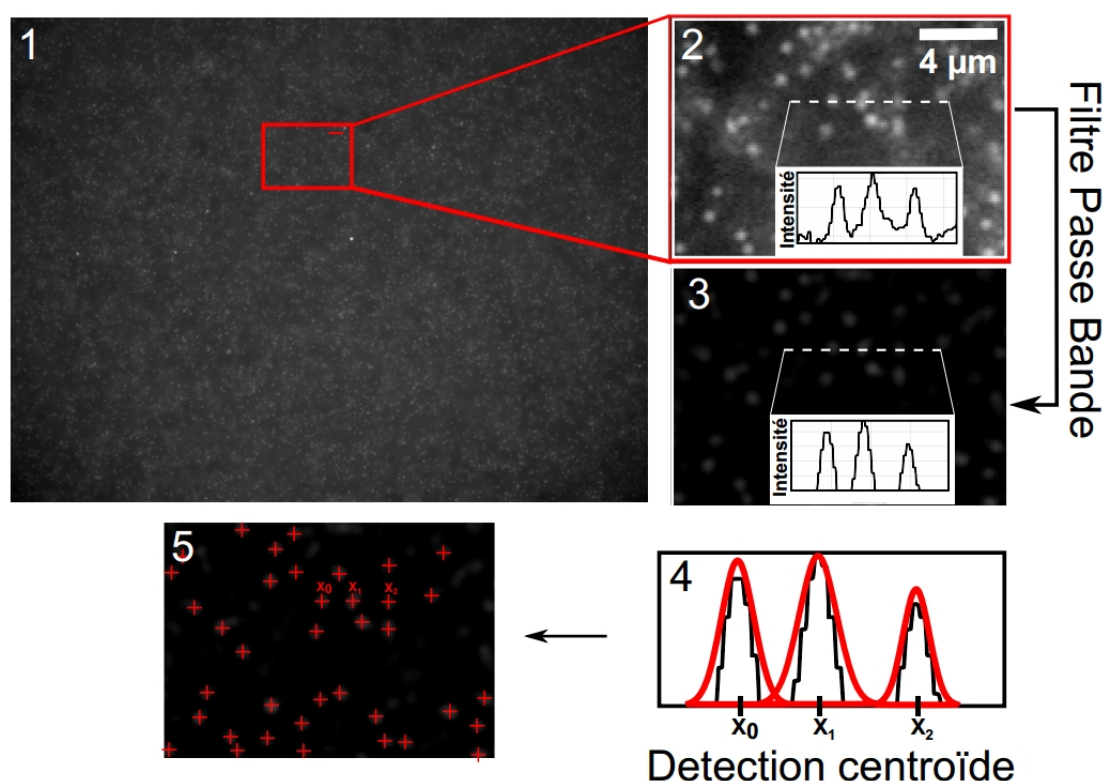 1
2
4 µm
Intensité
Filtre Passe Bande
3
Intensité
5
x₀ x₁ x₂
4
x₀ x₁ x₂
Detection centroïde